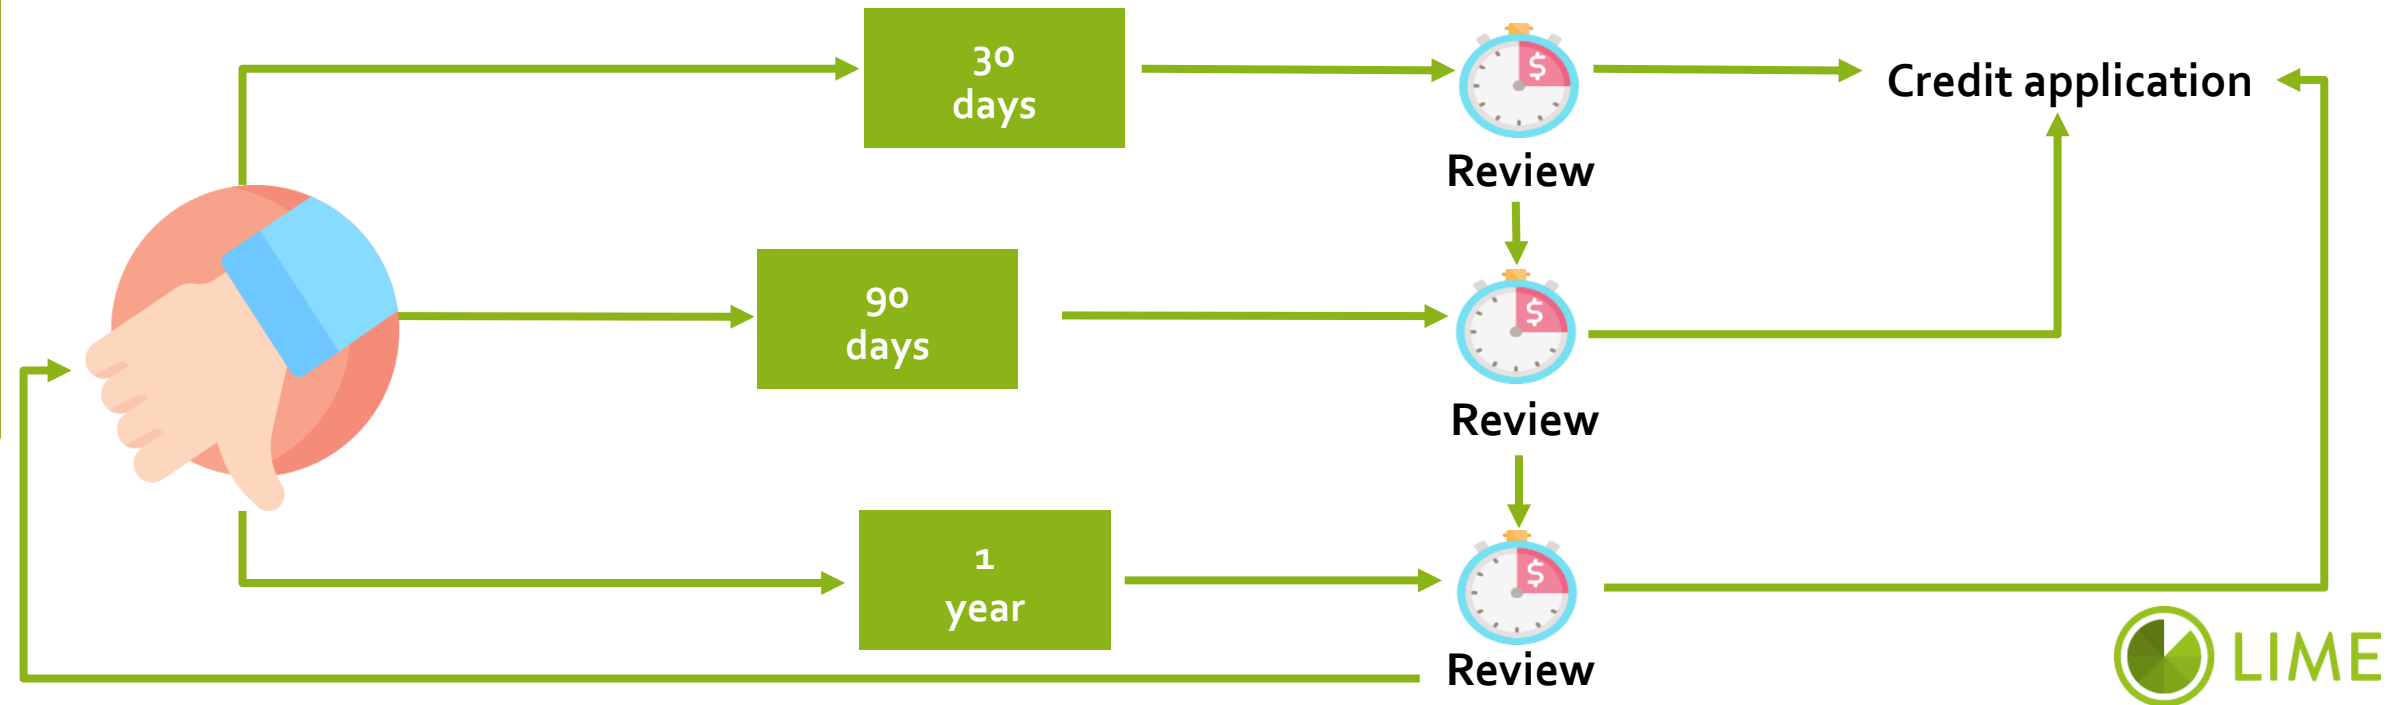 30
days
$
Credit application
Review
90
days
$
Review
1
year
$
Review
LIME